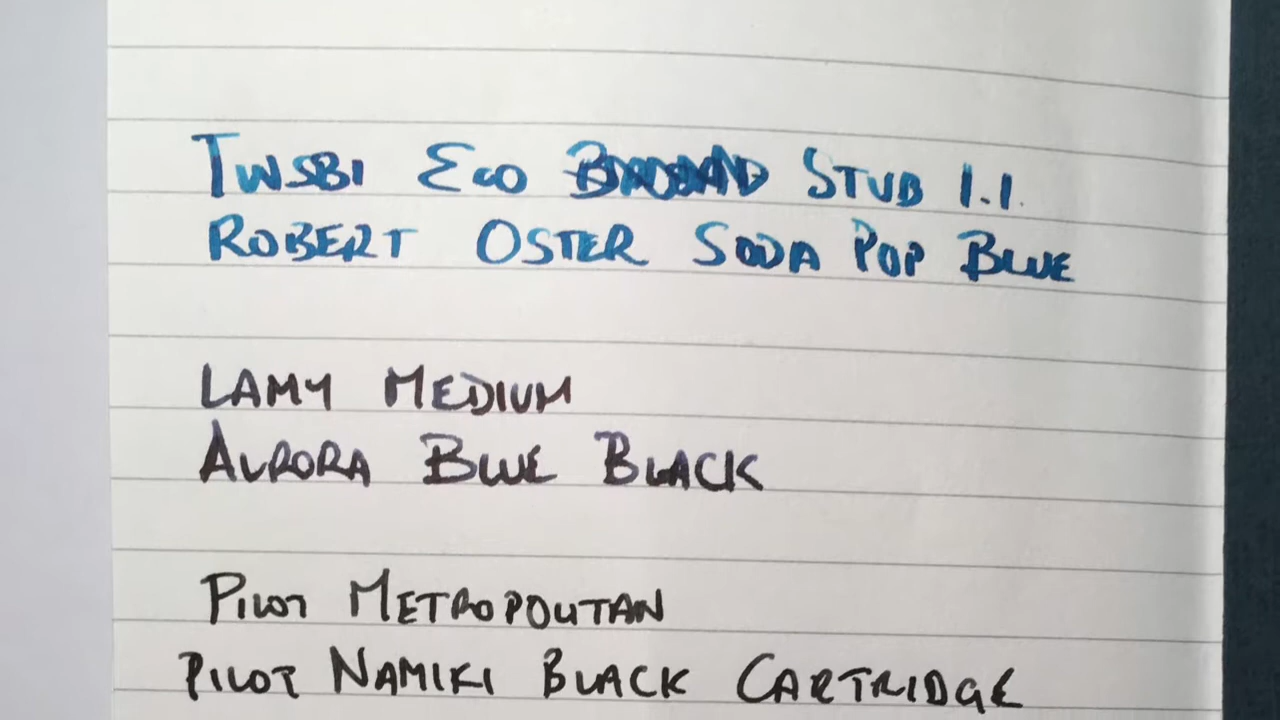 TWSBI ECO BROAD STUB 1.1
ROBERT OSTER SODA POP BLUE
LAMY MEDIUM
AURORA BLUE BLACK
PILOT METROPOLITAN
PILOT NAMIKI BLACK CARTRIDGE